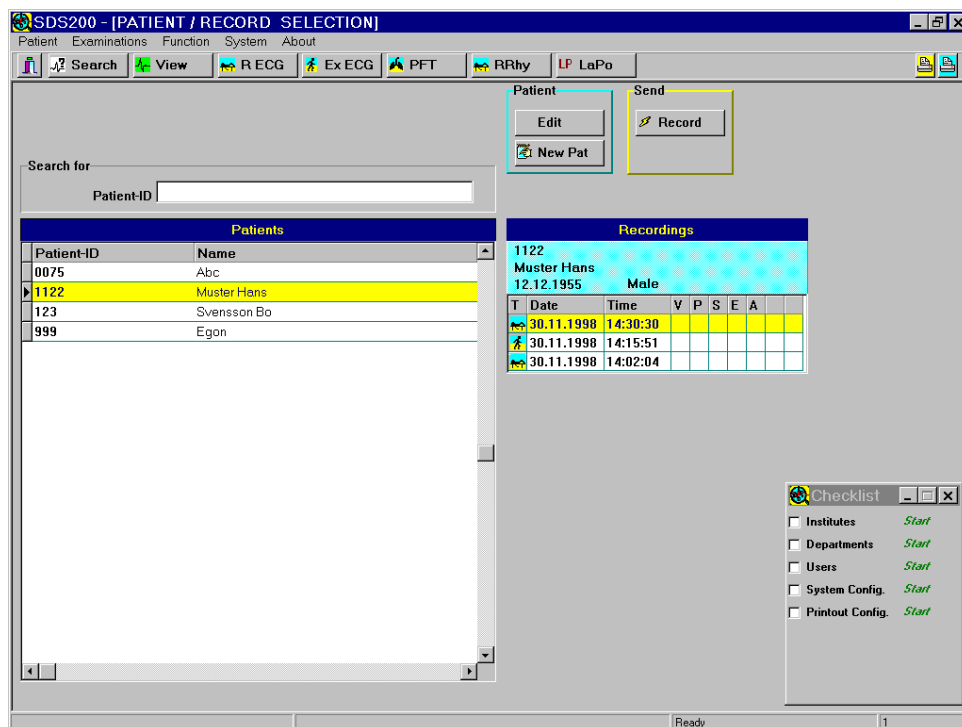 SDS200 - [PATIENT / RECORD SELECTION]
Patient Examinations Function System About
Search View R ECG Ex ECG PFT RRhy LP LaPo
Patient Send
Edit Record
New Pat
Search for
Patient-ID
Patients
Patient-ID Name
0075 Abc
1122 Muster Hans
123 Svensson Bo
999 Egon
Recordings
1122
Muster Hans
12.12.1955 Male
T Date Time V P S E A
30.11.1998 14:30:30
30.11.1998 14:15:51
30.11.1998 14:02:04
Checklist
Institutes Start
Departments Start
Users Start
System Config. Start
Printout Config. Start
Ready 1